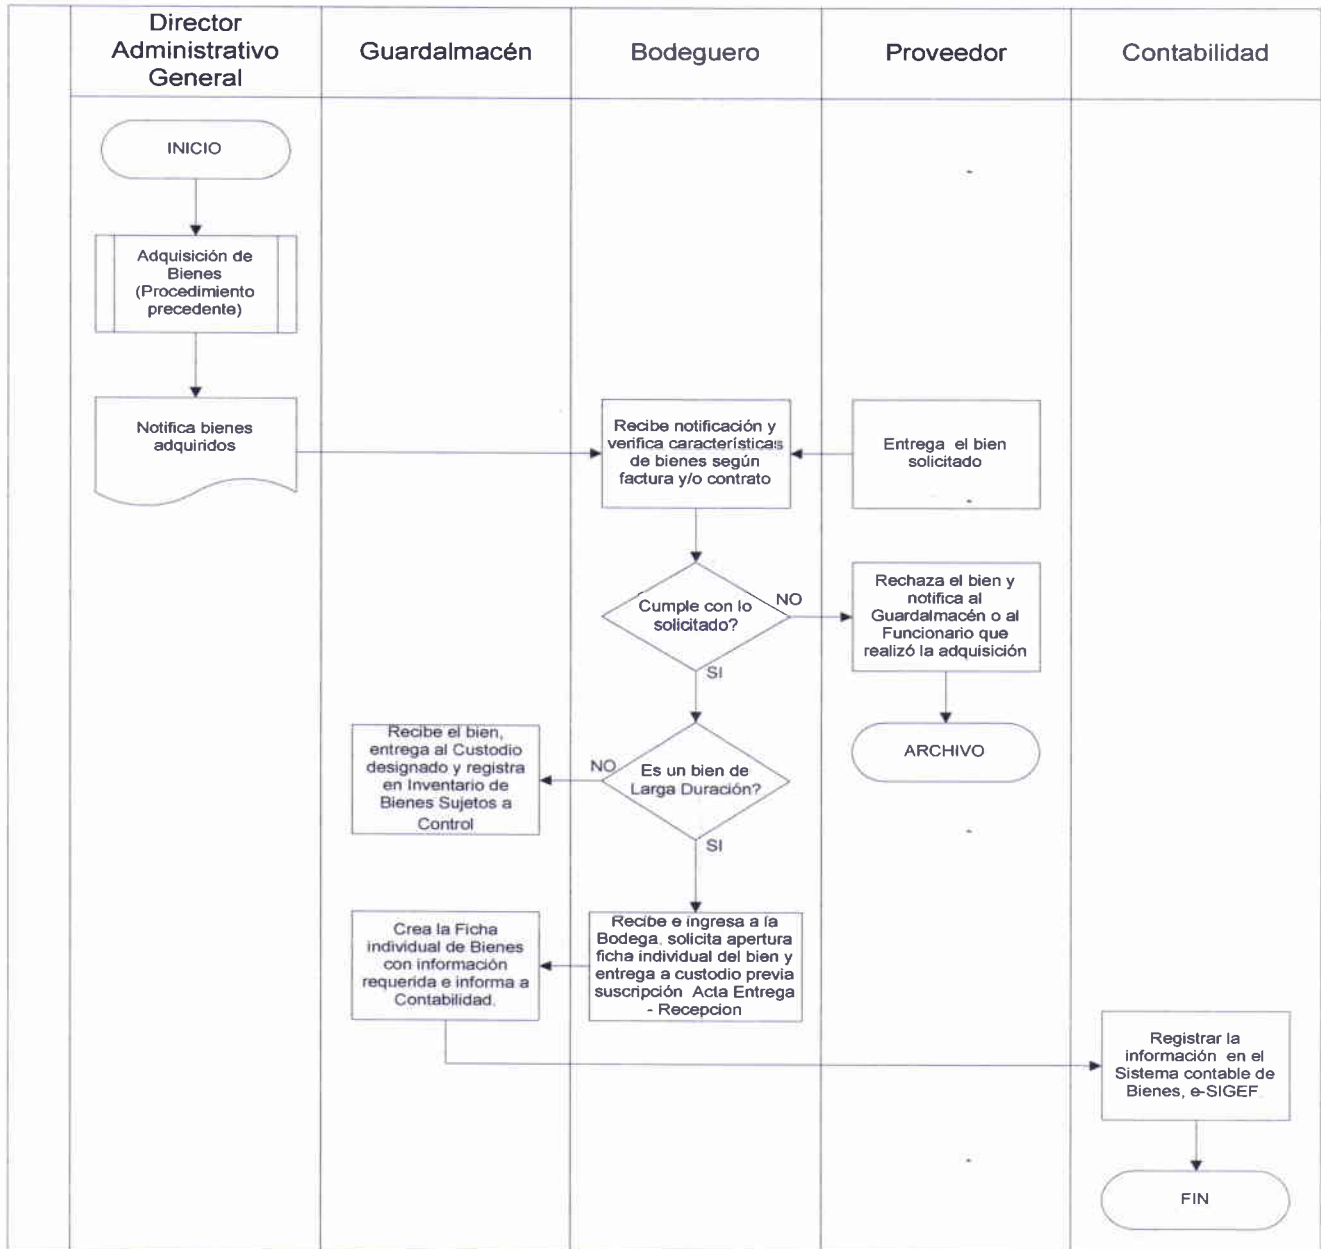 Director
Administrativo
General
Guardalmacén
Bodeguero
Proveedor
Contabilidad
INICIO
Adquisición de
Bienes
(Procedimiento
precedente)
Notifica bienes
adquiridos
Recibe notificación y
verifica características
de bienes según
factura y/o contrato
Entrega el bien
solicitado
Cumple con lo
solicitado?
NO
SI
Rechaza el bien y
notifica al
Guardalmacén o al
Funcionario que
realizó la adquisición
ARCHIVO
Es un bien de
Larga Duración?
NO
SI
Recibe el bien,
entrega al Custodio
designado y registra
en Inventario de
Bienes Sujetos a
Control
Recibe e ingresa a la
Bodega, solicita apertura
ficha individual del bien y
entrega a custodio previa
suscripción Acta Entrega
- Recepcion
Crea la Ficha
individual de Bienes
con información
requerida e informa a
Contabilidad.
Registrar la
información en el
Sistema contable de
Bienes, e-SIGEF.
FIN